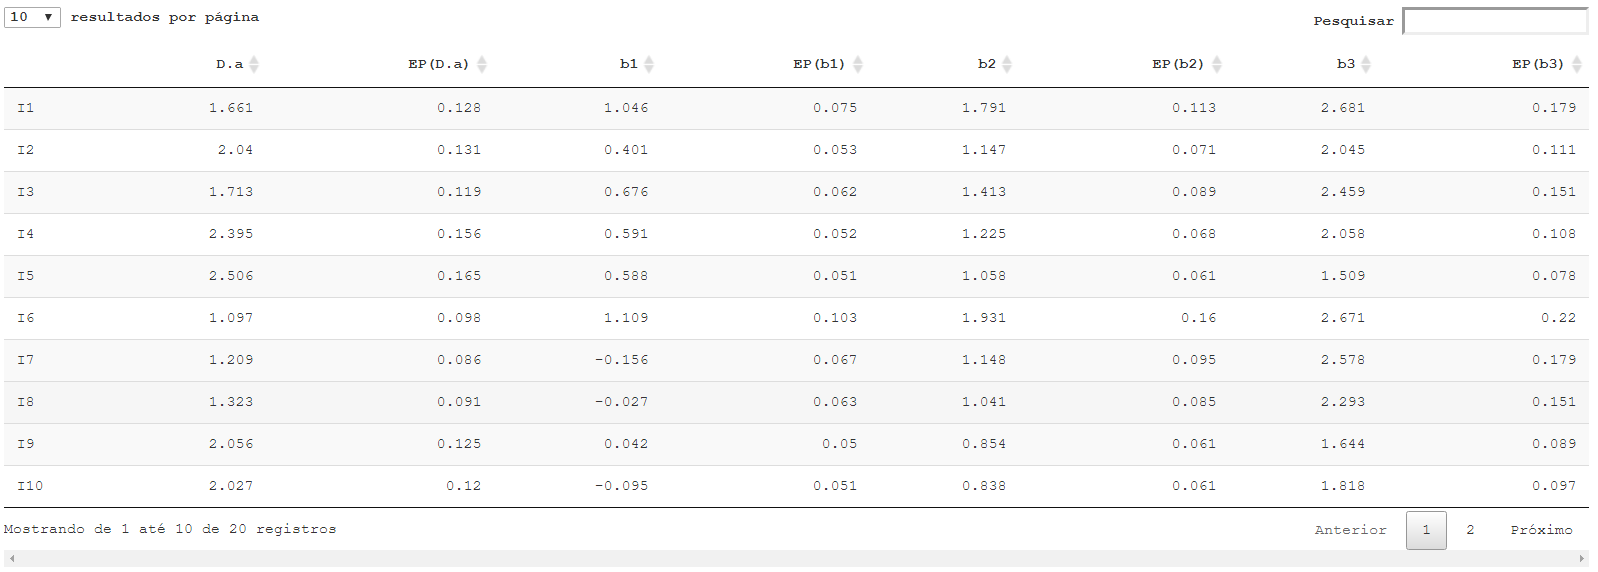 10 resultados por página
Pesquisar
D.a EP(D.a) b1 EP(b1) b2 EP(b2) b3 EP(b3)
I1 1.661 0.128 1.046 0.075 1.791 0.113 2.681 0.179
I2 2.04 0.131 0.401 0.053 1.147 0.071 2.045 0.111
I3 1.713 0.119 0.676 0.062 1.413 0.089 2.459 0.151
I4 2.395 0.156 0.591 0.052 1.225 0.068 2.058 0.108
I5 2.506 0.165 0.588 0.051 1.058 0.061 1.509 0.078
I6 1.097 0.098 1.109 0.103 1.931 0.16 2.671 0.22
I7 1.209 0.086 -0.156 0.067 1.148 0.095 2.578 0.179
I8 1.323 0.091 -0.027 0.063 1.041 0.085 2.293 0.151
I9 2.056 0.125 0.042 0.05 0.854 0.061 1.644 0.089
I10 2.027 0.12 -0.095 0.051 0.838 0.061 1.818 0.097
Mostrando de 1 até 10 de 20 registros
Anterior 1 2 Próximo